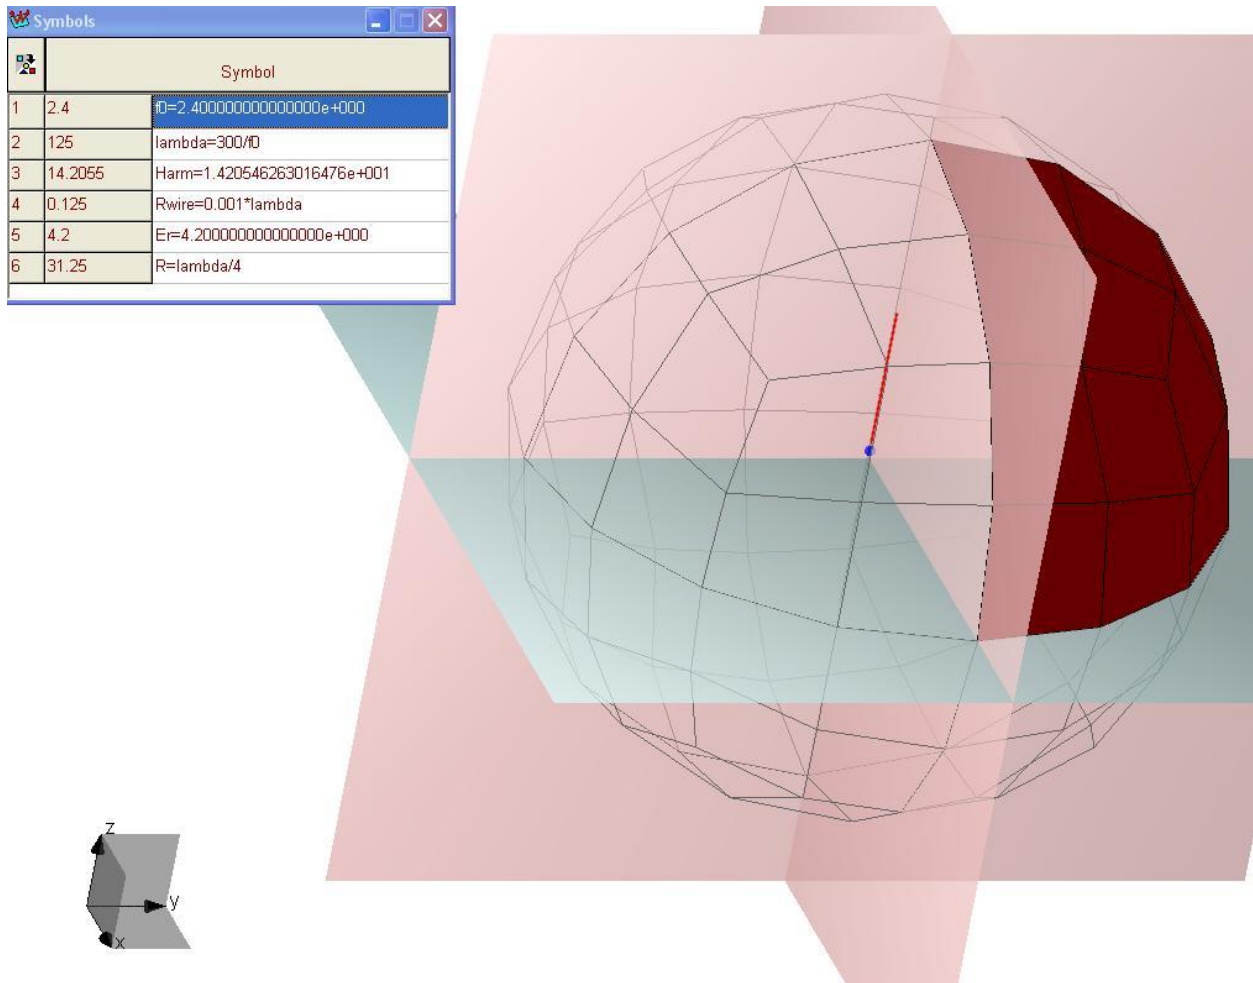 Symbols
Symbol
1 2.4 f0=2.400000000000000e+000
2 125 lambda=300/f0
3 14.2055 Harm=1.420546263016476e+001
4 0.125 Rwire=0.001*lambda
5 4.2 Er=4.200000000000000e+000
6 31.25 R=lambda/4
z
y
x